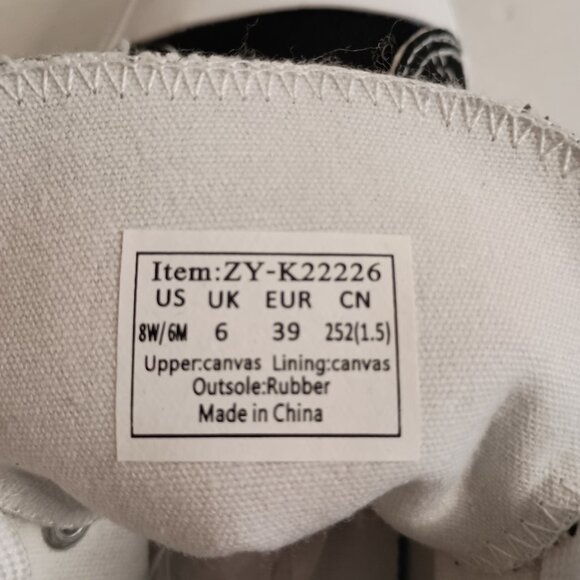 Item:ZY-K22226
US UK EUR CN
8W/6M 6 39 252(1.5)
Upper:canvas Lining:canvas
Outsole:Rubber
Made in China